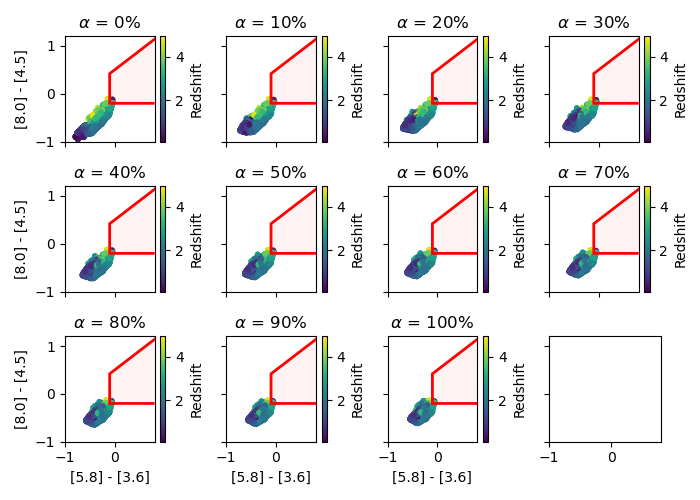 α = 0%
α = 10%
α = 20%
α = 30%
1
0
−1
[8.0] - [4.5]
4
2
Redshift
4
2
Redshift
4
2
Redshift
4
2
Redshift
α = 40%
α = 50%
α = 60%
α = 70%
1
0
−1
[8.0] - [4.5]
4
2
Redshift
4
2
Redshift
4
2
Redshift
4
2
Redshift
α = 80%
α = 90%
α = 100%
1
0
−1
[8.0] - [4.5]
4
2
Redshift
4
2
Redshift
4
2
Redshift
−1 0
−1 0
−1 0
−1 0
[5.8] - [3.6]
[5.8] - [3.6]
[5.8] - [3.6]